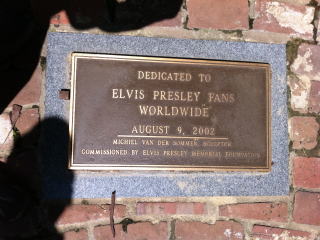 DEDICATED TO
ELVIS PRESLEY FANS
WORLDWIDE
AUGUST 9, 2002
MICHIEL VAN DER SOMMEN, SCULPTOR
COMMISSIONED BY ELVIS PRESLEY MEMORIAL FOUNDATION